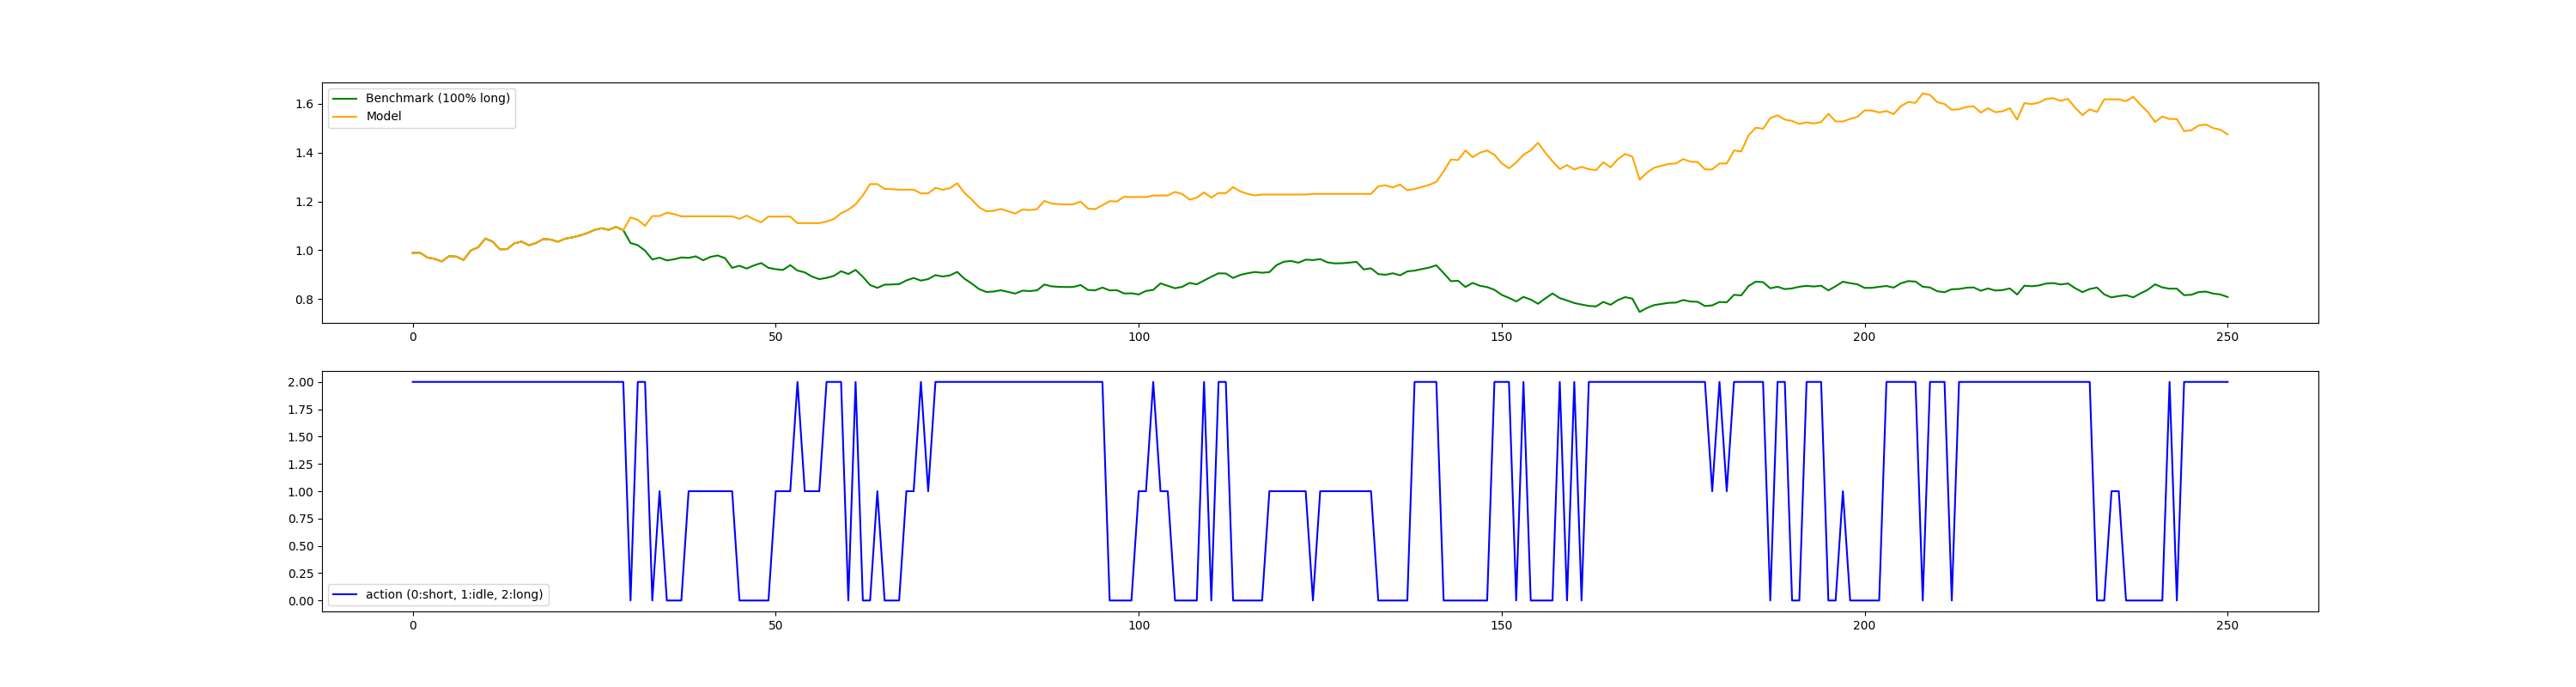 Benchmark (100% long)
Model
1.6
1.4
1.2
1.0
0.8
0 50 100 150 200 250
2.00
1.75
1.50
1.25
1.00
0.75
0.50
0.25
0.00
action (0:short, 1:idle, 2:long)
0 50 100 150 200 250